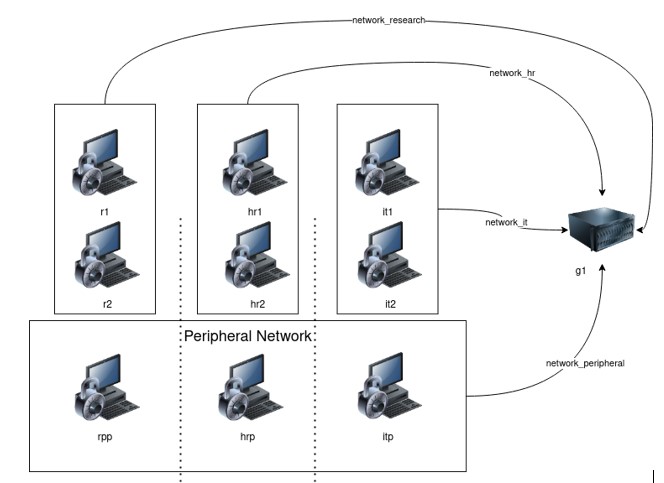 network_research
network_hr
r1
hr1
it1
network_it
g1
r2
hr2
it2
Peripheral Network
network_peripheral
rpp
hrp
itp